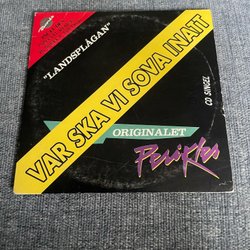 "LANDSPLÅGAN"
VAR SKA VI SOVA INATT
CD SINGEL
ORIGINALET
Perikles